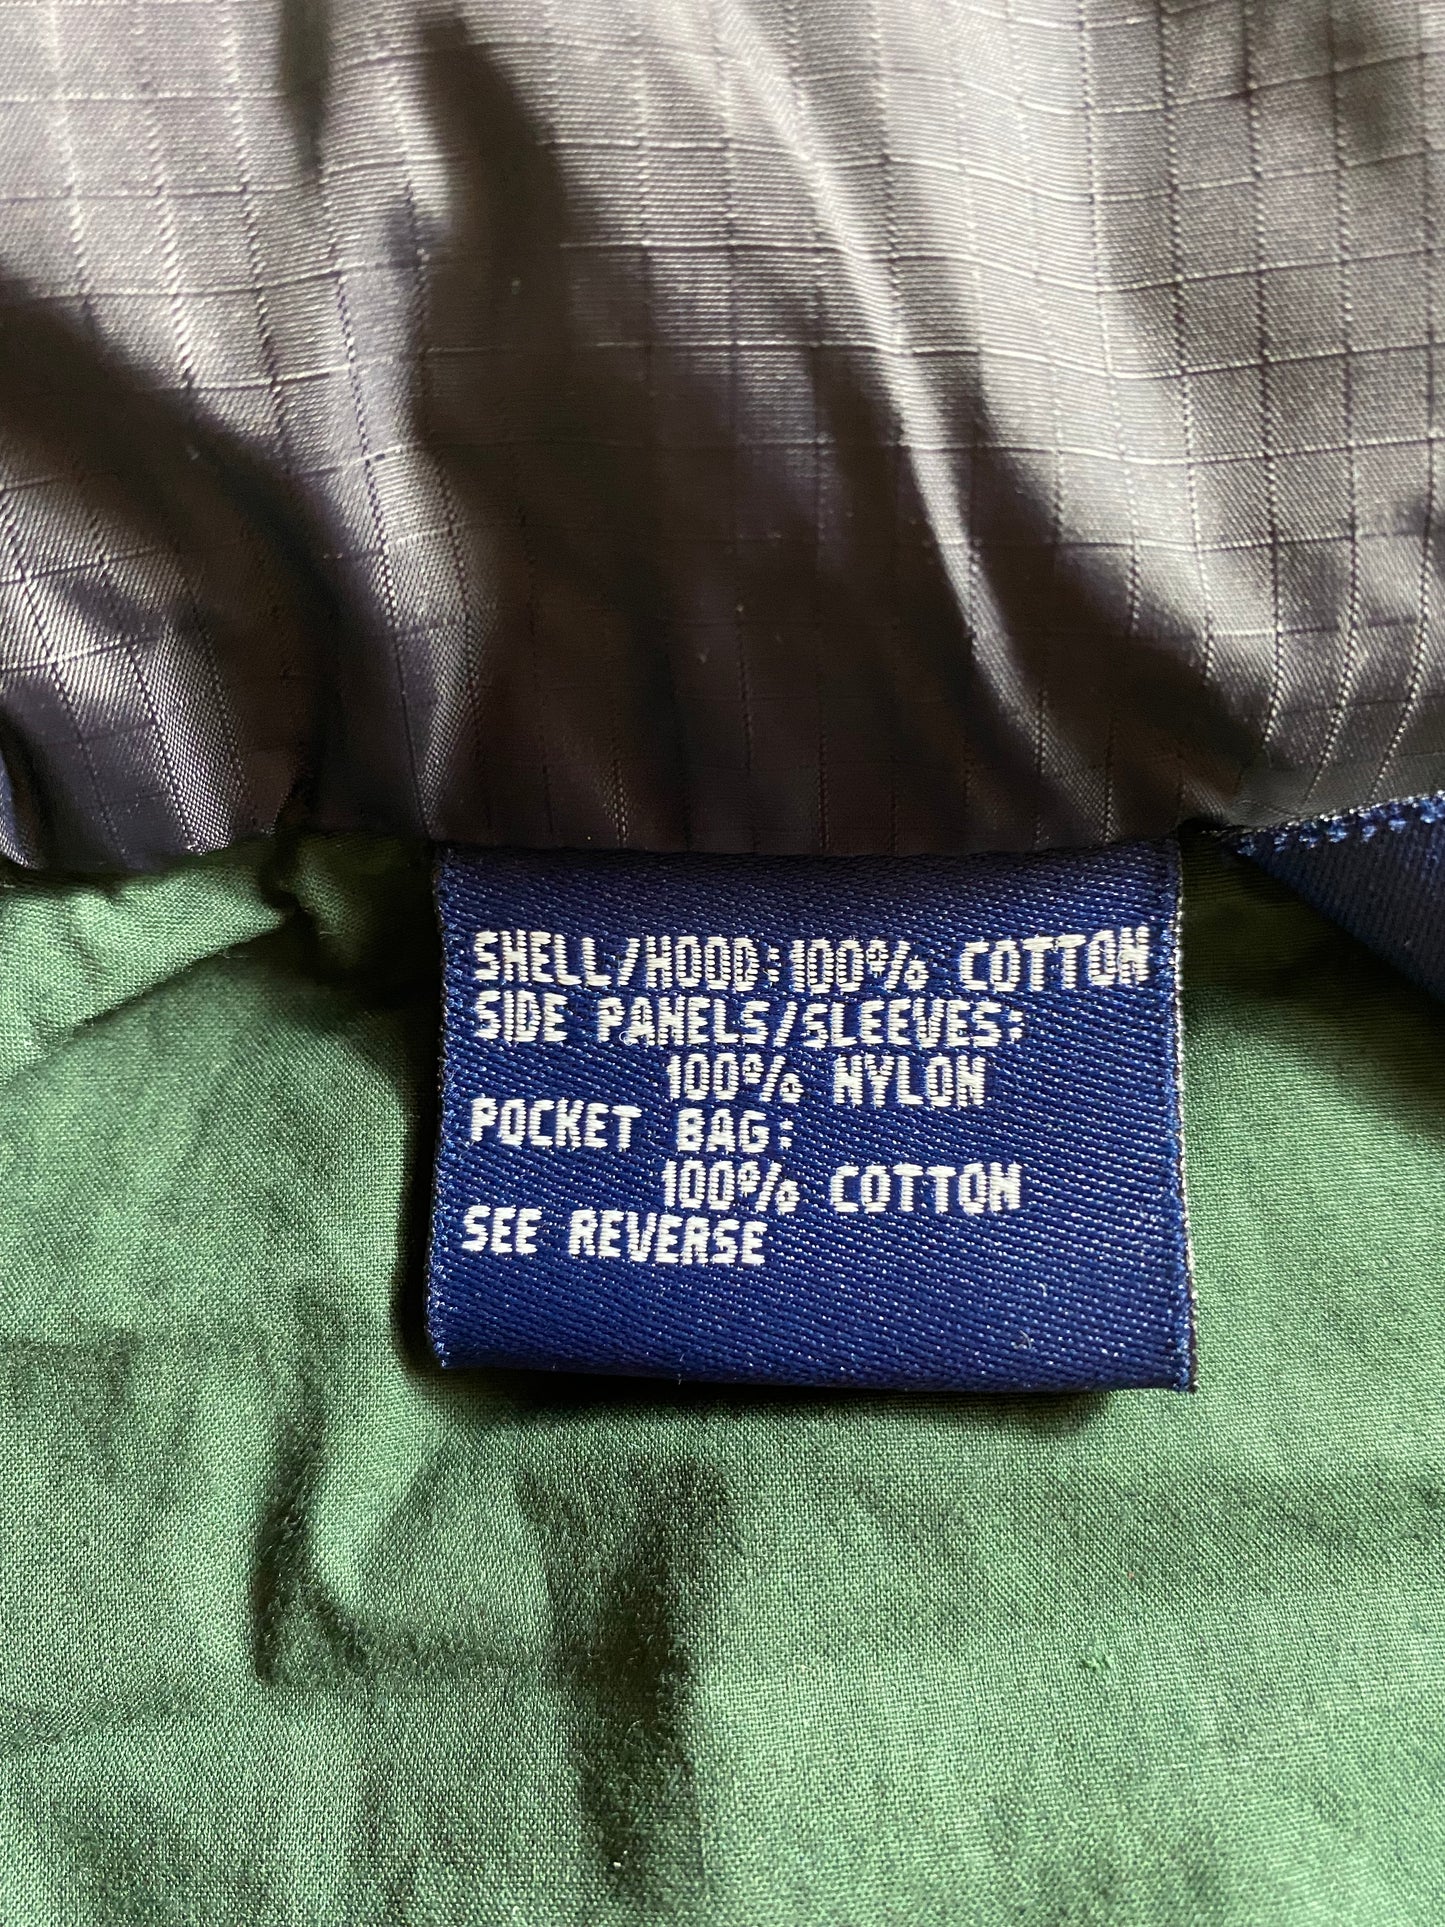 SHELL/HOOD:100% COTTON
SIDE PANELS/SLEEVES:
100% NYLON
POCKET BAG:
100% COTTON
SEE REVERSE